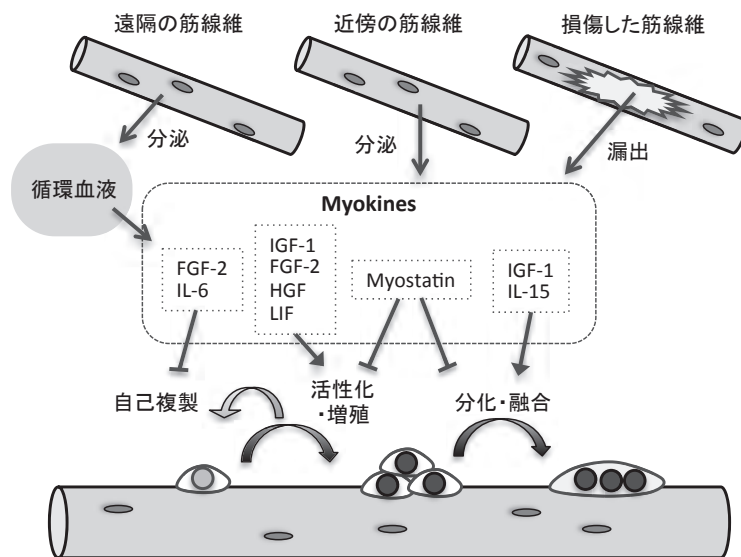 遠隔の筋線維
近傍の筋線維
損傷した筋線維
分泌
分泌
漏出
循環血液
Myokines
FGF-2
IL-6
IGF-1
FGF-2
HGF
LIF
Myostatin
IGF-1
IL-15
自己複製
活性化
・増殖
分化・融合